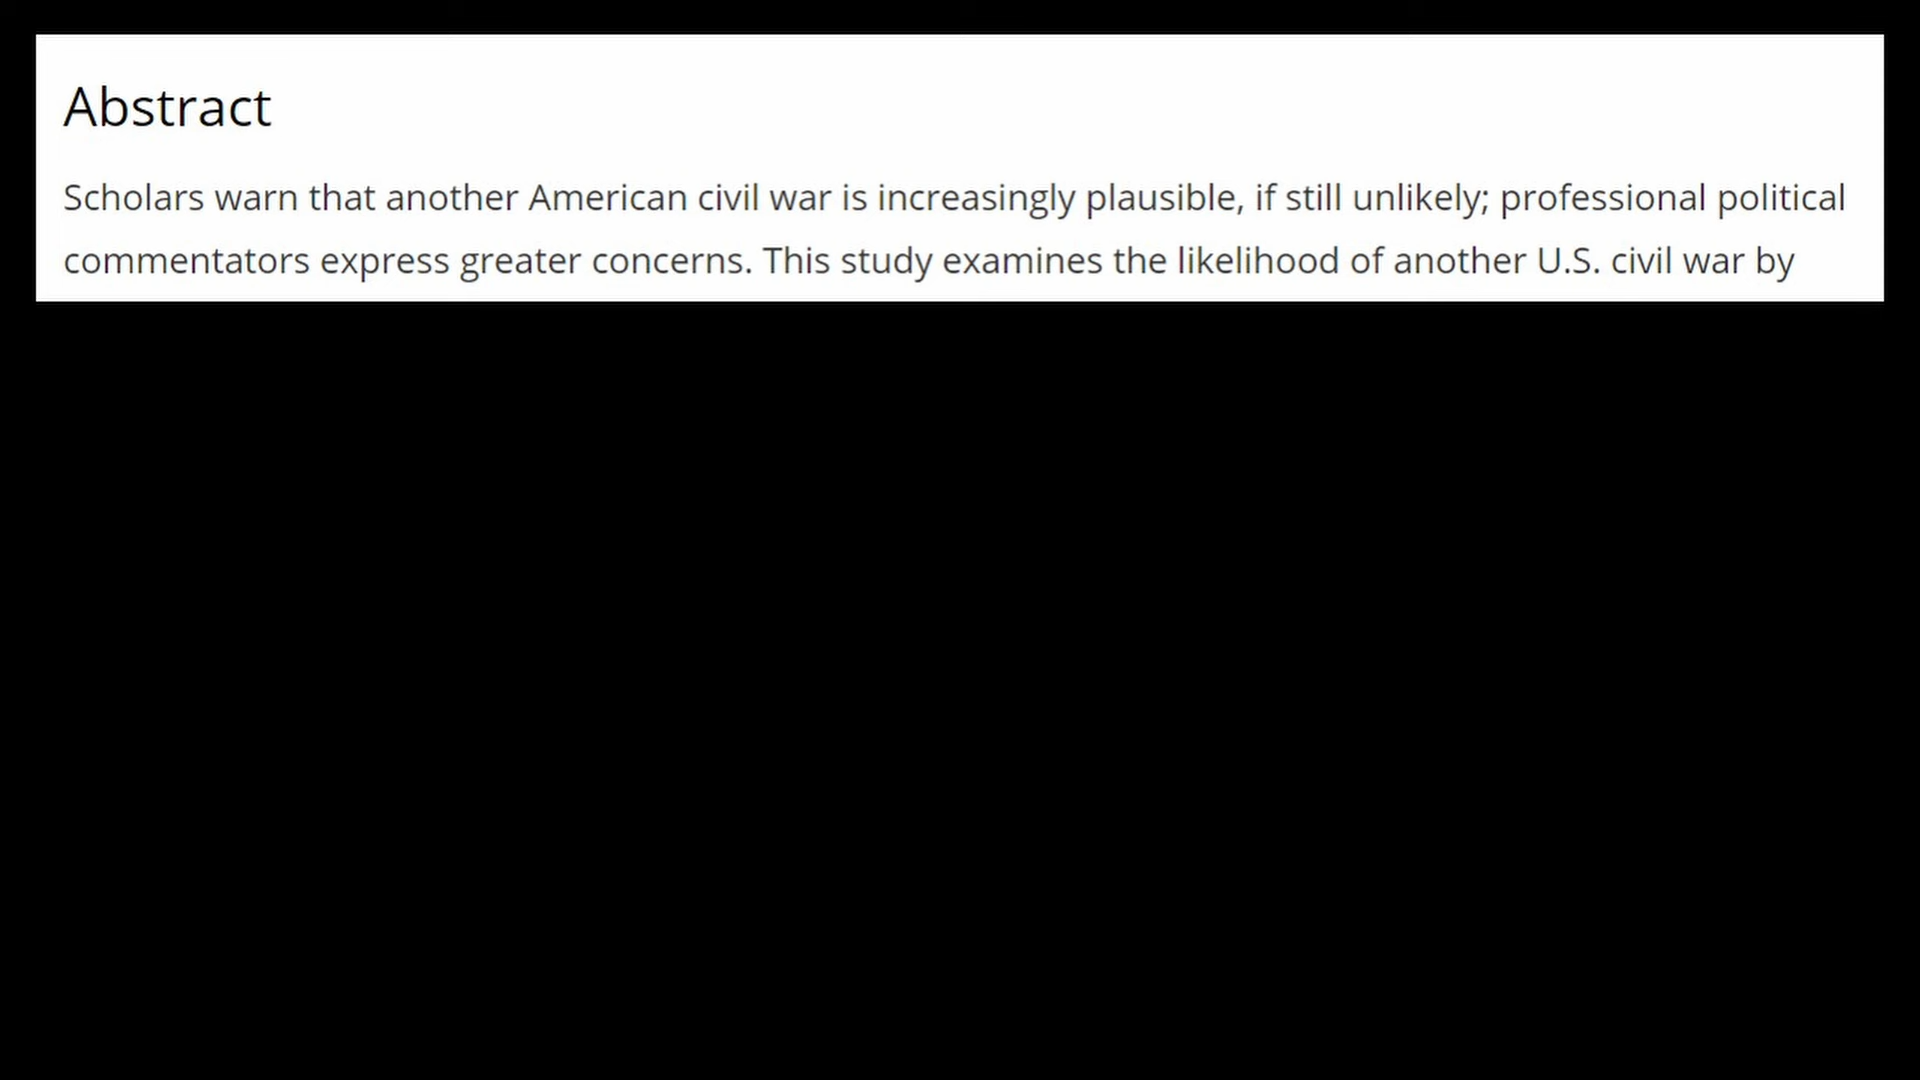 Abstract
Scholars warn that another American civil war is increasingly plausible, if still unlikely; professional political
commentators express greater concerns. This study examines the likelihood of another U.S. civil war by